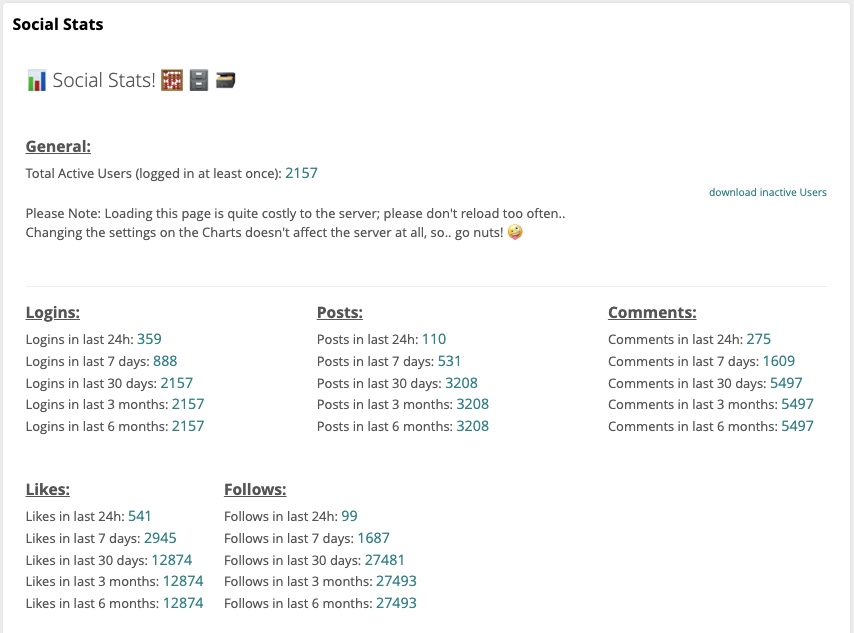 Social Stats
📊 Social Stats! 🧮 🗄 🗃
General:
Total Active Users (logged in at least once): 2157
download inactive Users
Please Note: Loading this page is quite costly to the server; please don't reload too often..
Changing the settings on the Charts doesn't affect the server at all, so.. go nuts! 🤪
Logins:
Logins in last 24h: 359
Logins in last 7 days: 888
Logins in last 30 days: 2157
Logins in last 3 months: 2157
Logins in last 6 months: 2157
Posts:
Posts in last 24h: 110
Posts in last 7 days: 531
Posts in last 30 days: 3208
Posts in last 3 months: 3208
Posts in last 6 months: 3208
Comments:
Comments in last 24h: 275
Comments in last 7 days: 1609
Comments in last 30 days: 5497
Comments in last 3 months: 5497
Comments in last 6 months: 5497
Likes:
Likes in last 24h: 541
Likes in last 7 days: 2945
Likes in last 30 days: 12874
Likes in last 3 months: 12874
Likes in last 6 months: 12874
Follows:
Follows in last 24h: 99
Follows in last 7 days: 1687
Follows in last 30 days: 27481
Follows in last 3 months: 27493
Follows in last 6 months: 27493